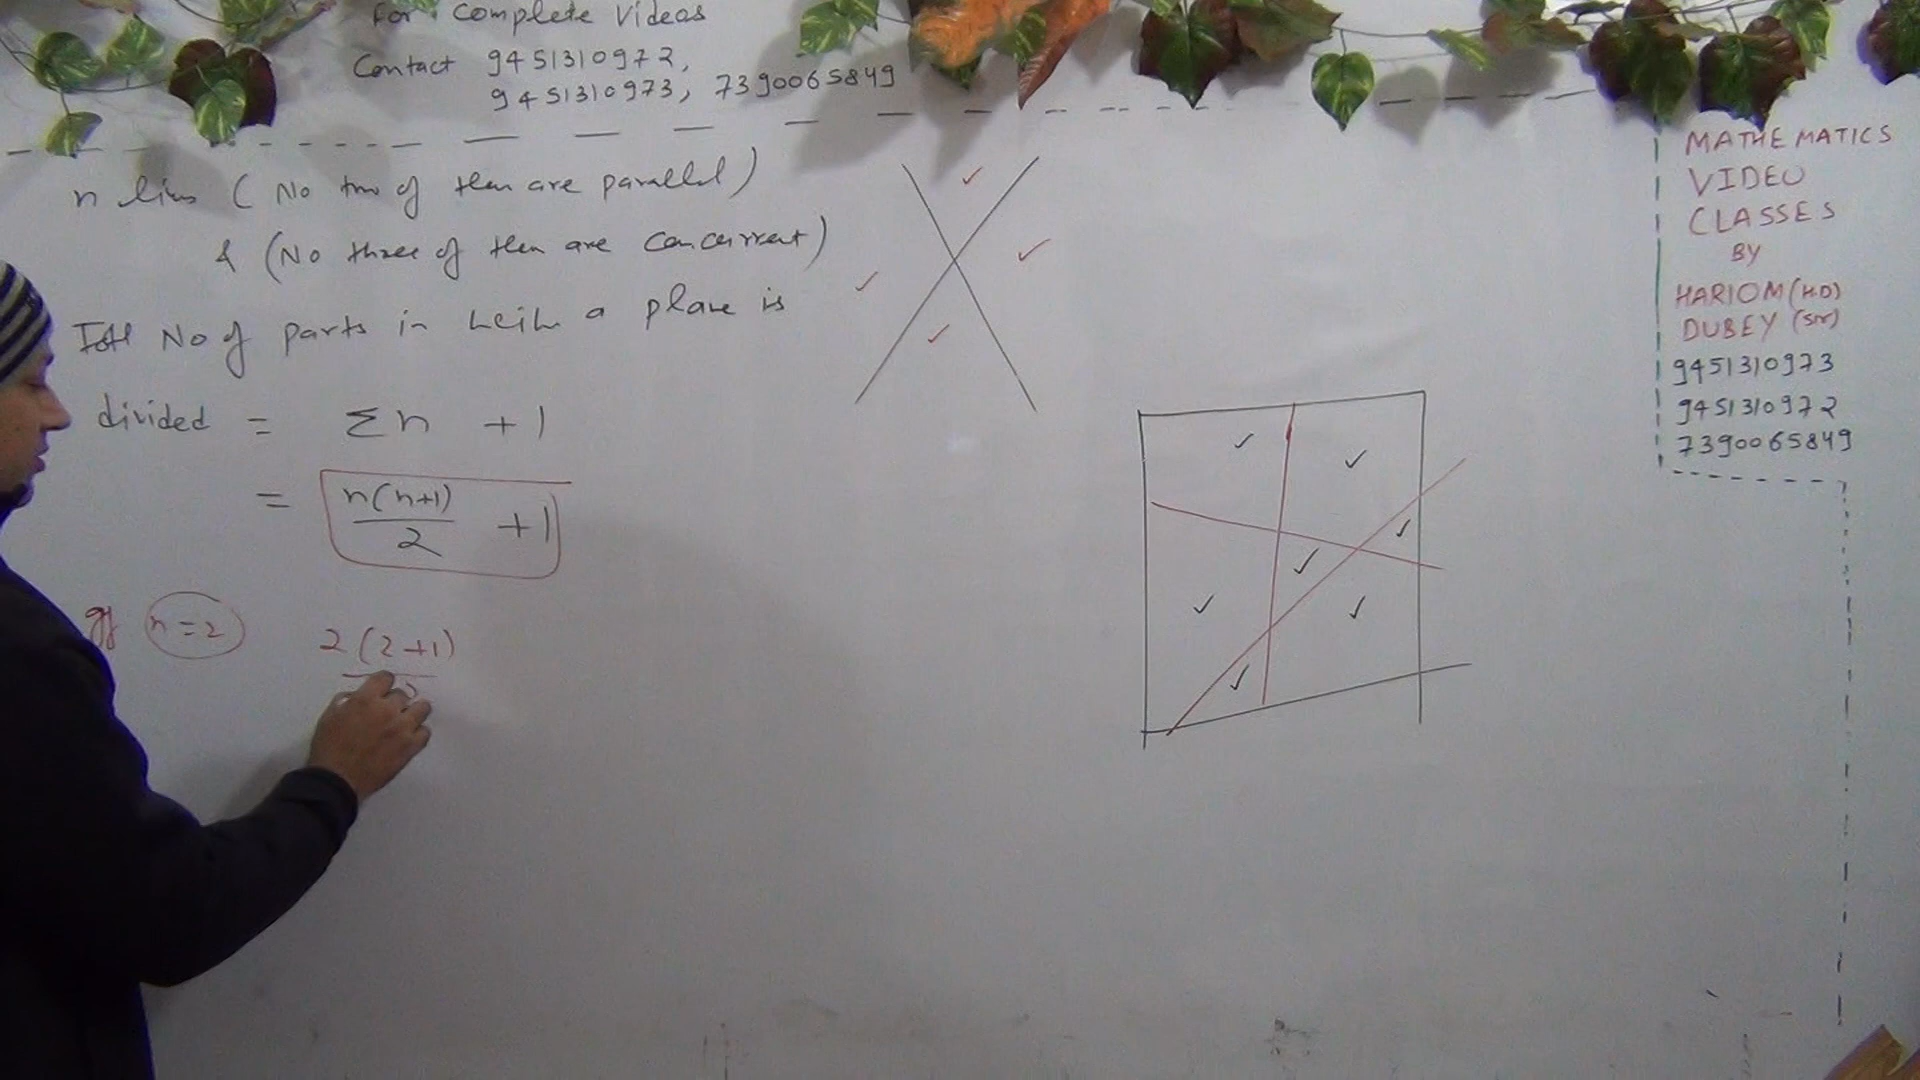 For Complete Videos
Contact 9451310972,
9451310973, 7390065849
n lines ( No two of them are parallel )
& (No three of them are concurrent)
Total No of parts in which a plane is
divided = Σn + 1
= n(n+1)/2 + 1
If n=2 2(2+1)/2
MATHEMATICS
VIDEO
CLASSES
BY
HARIOM (H.D)
DUBEY (Sir)
9451310973
9451310972
7390065849